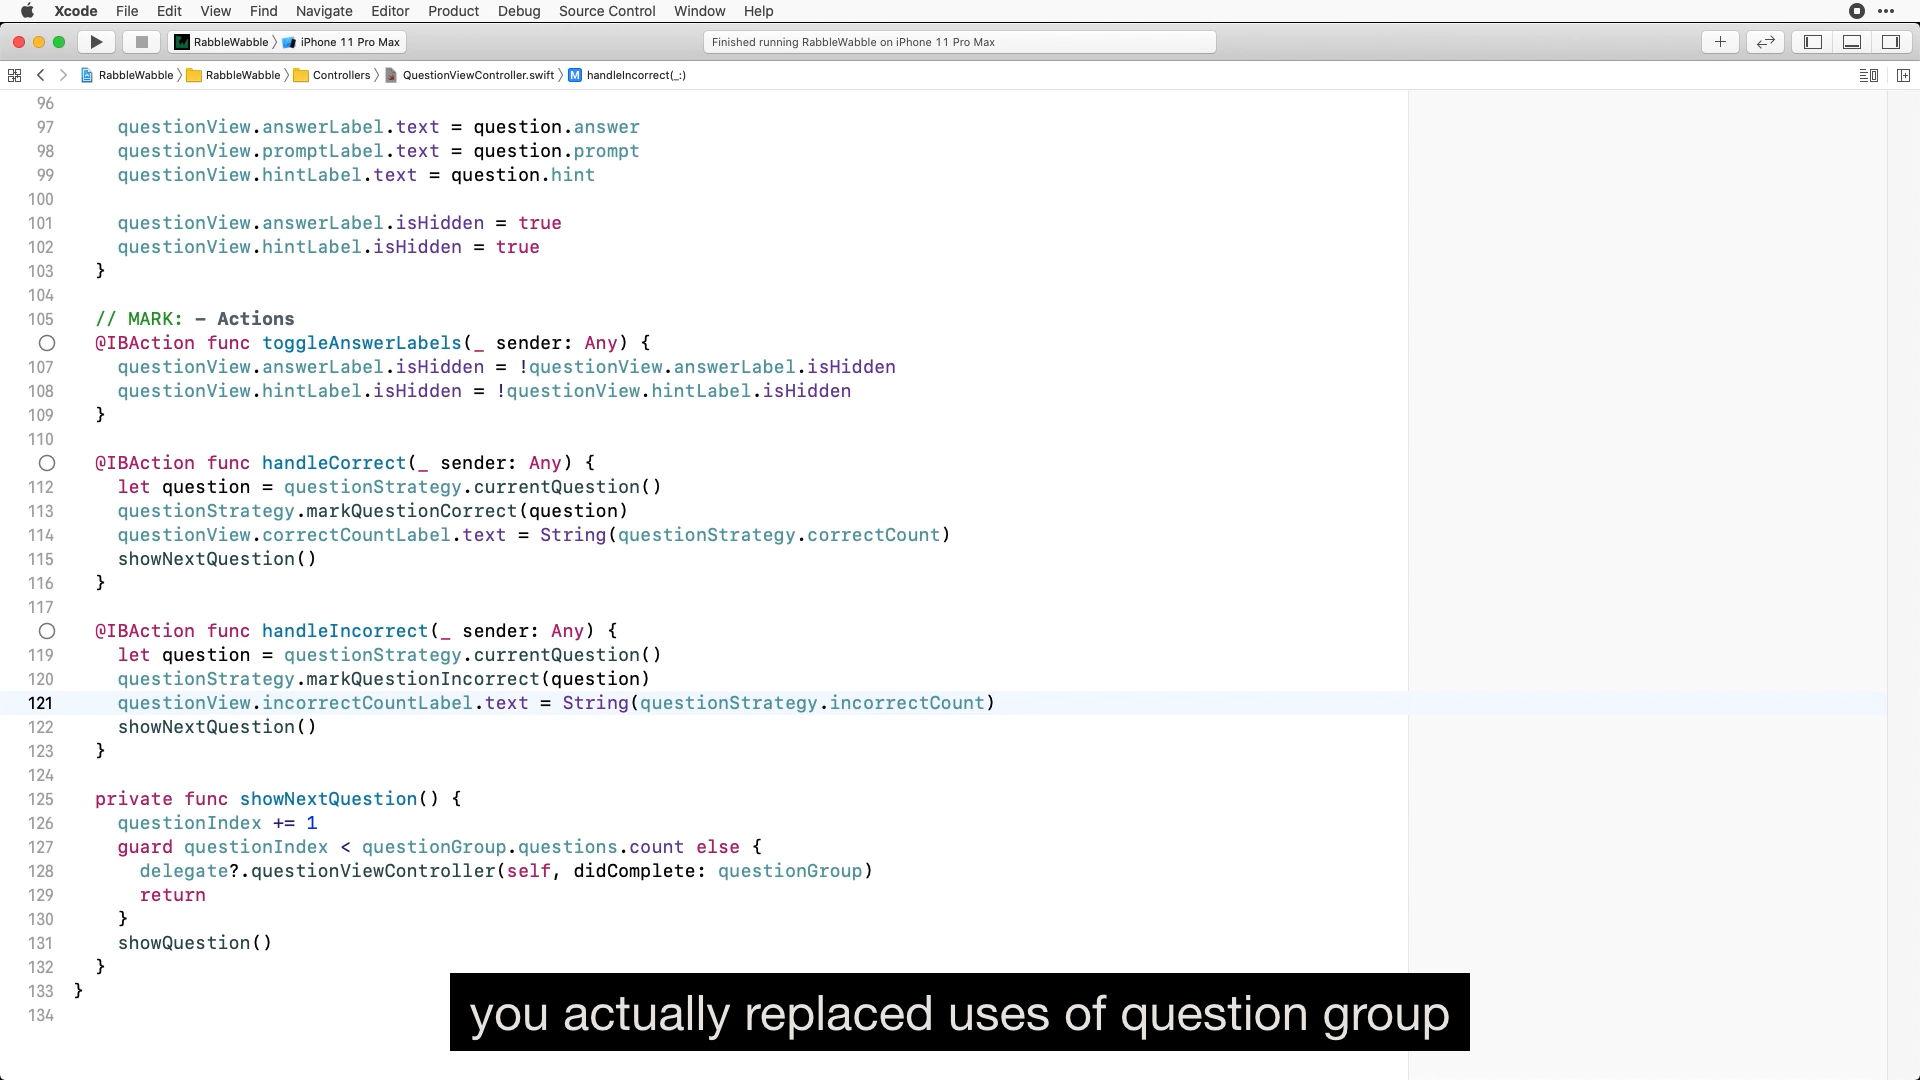 Xcode File Edit View Find Navigate Editor Product Debug Source Control Window Help
RabbleWabble iPhone 11 Pro Max Finished running RabbleWabble on iPhone 11 Pro Max
RabbleWabble RabbleWabble Controllers QuestionViewController.swift M handleIncorrect(_:)
96
97 questionView.answerLabel.text = question.answer
98 questionView.promptLabel.text = question.prompt
99 questionView.hintLabel.text = question.hint
100
101 questionView.answerLabel.isHidden = true
102 questionView.hintLabel.isHidden = true
103 }
104
105 // MARK: - Actions
@IBAction func toggleAnswerLabels(_ sender: Any) {
107 questionView.answerLabel.isHidden = !questionView.answerLabel.isHidden
108 questionView.hintLabel.isHidden = !questionView.hintLabel.isHidden
109 }
110
@IBAction func handleCorrect(_ sender: Any) {
112 let question = questionStrategy.currentQuestion()
113 questionStrategy.markQuestionCorrect(question)
114 questionView.correctCountLabel.text = String(questionStrategy.correctCount)
115 showNextQuestion()
116 }
117
@IBAction func handleIncorrect(_ sender: Any) {
119 let question = questionStrategy.currentQuestion()
120 questionStrategy.markQuestionIncorrect(question)
121 questionView.incorrectCountLabel.text = String(questionStrategy.incorrectCount)
122 showNextQuestion()
123 }
124
125 private func showNextQuestion() {
126 questionIndex += 1
127 guard questionIndex < questionGroup.questions.count else {
128 delegate?.questionViewController(self, didComplete: questionGroup)
129 return
130 }
131 showQuestion()
132 }
133 }
134
you actually replaced uses of question group